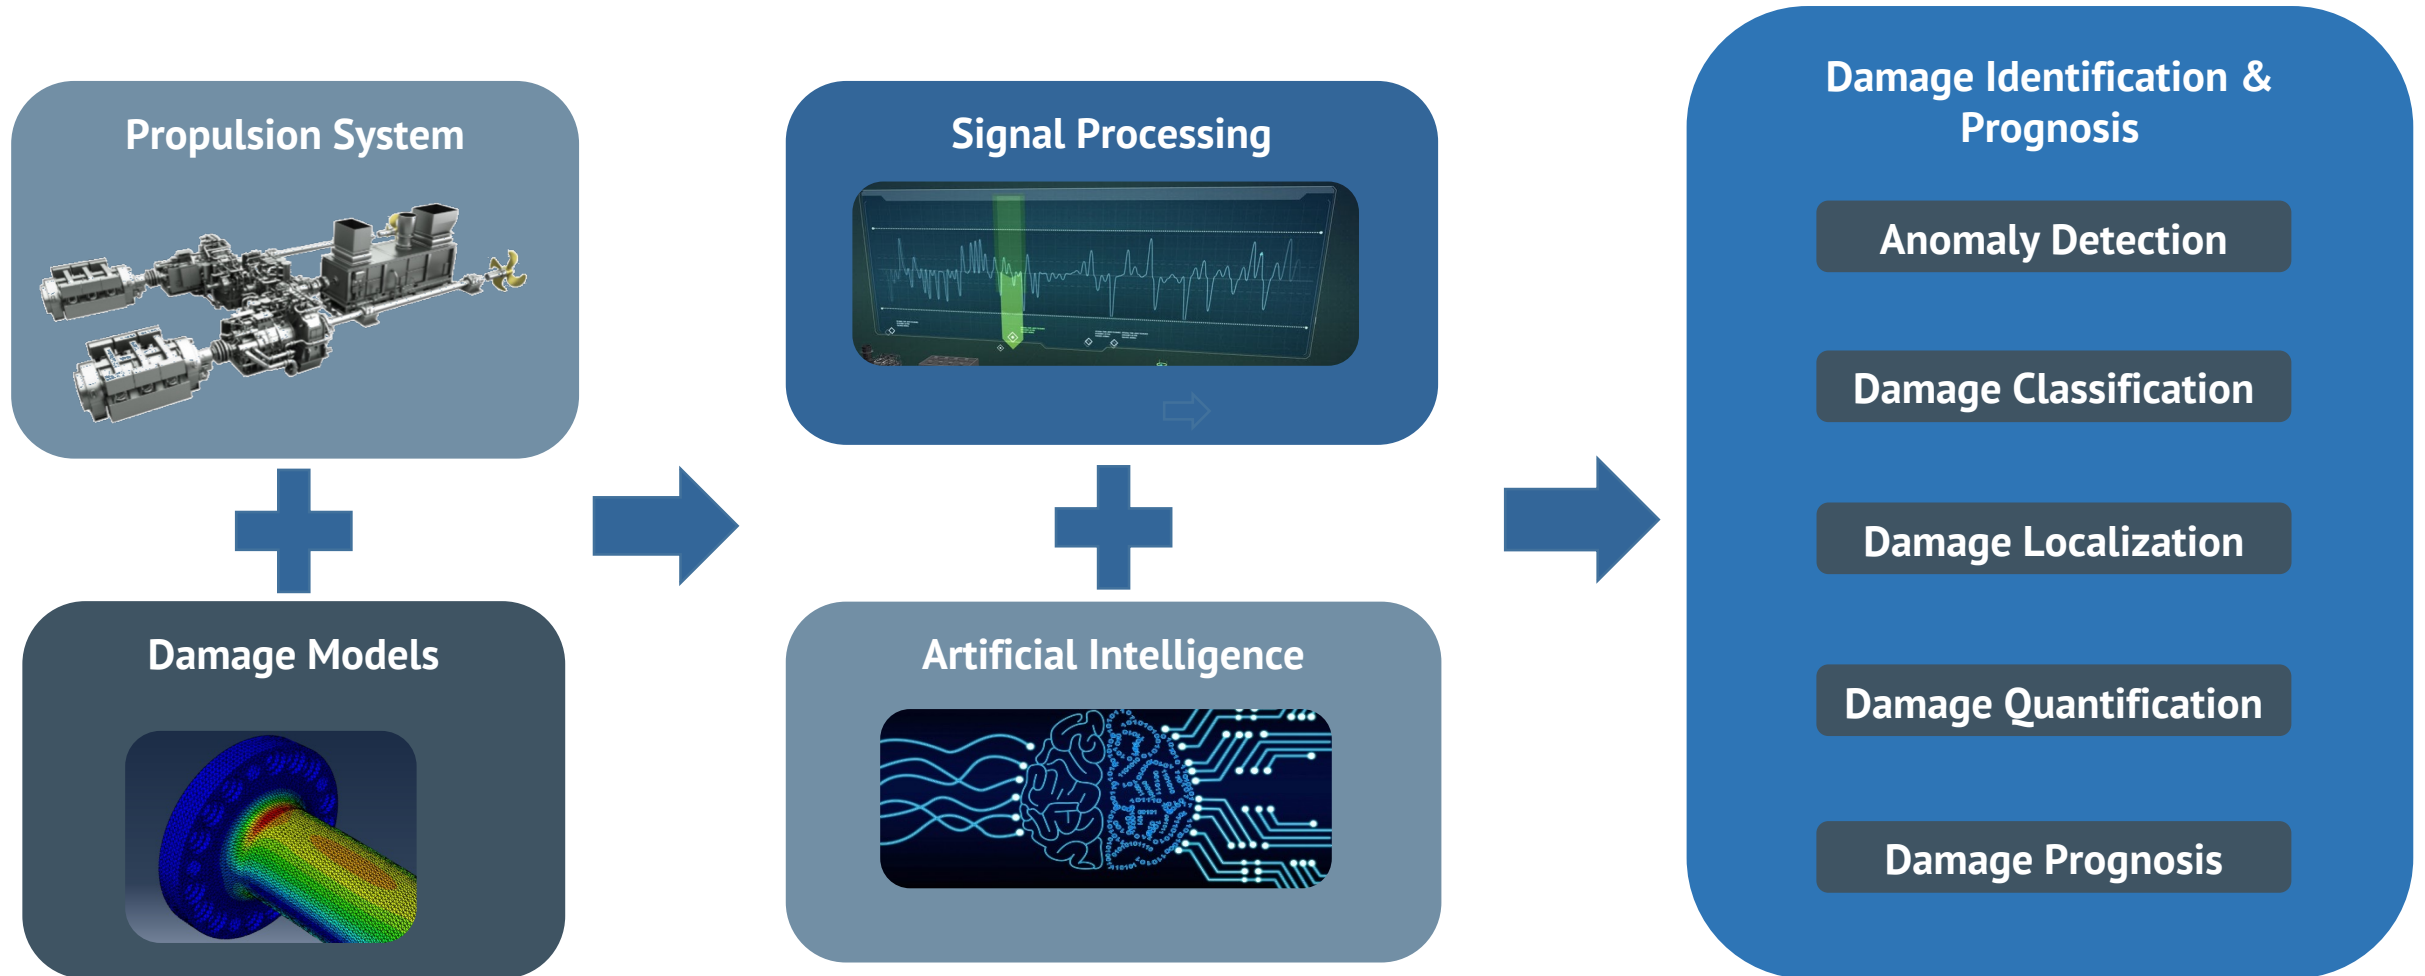 Propulsion System
Damage Models
Signal Processing
Artificial Intelligence
Damage Identification &
Prognosis
Anomaly Detection
Damage Classification
Damage Localization
Damage Quantification
Damage Prognosis